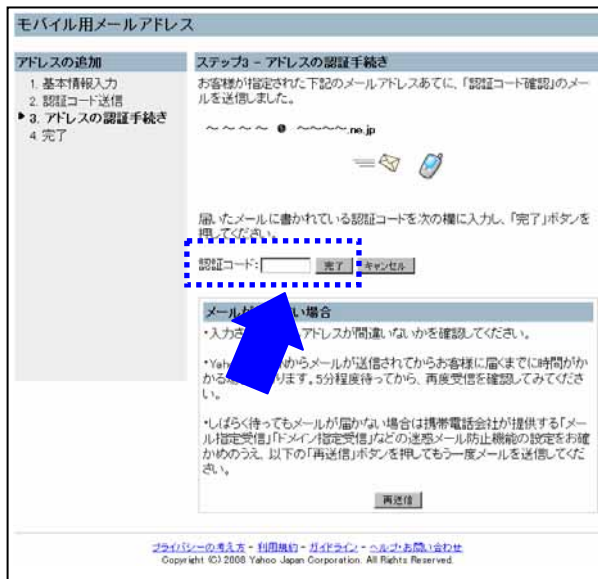 モバイル用メールアドレス
アドレスの追加
1. 基本情報入力
2. 認証コード送信
3. アドレスの認証手続き
4. 完了
ステップ3 - アドレスの認証手続き
お客様が指定された下記のメールアドレスあてに、「認証コード確認」のメー
ルを送信しました。
～～～～ @ ～～～～.ne.jp
届いたメールに書かれている認証コードを次の欄に入力し、「完了」ボタンを
押してください。
認証コード: 完了 キャンセル
メールが い場合
・入力さ アドレスが間違いないかを確認してください。
・Yah Nからメールが送信されてからお客様に届くまでに時間がか
かる ります。5分程度待ってから、再度受信を確認してみてくださ
い。
・しばらく待ってもメールが届かない場合は携帯電話会社が提供する「メー
ル指定受信」「ドメイン指定受信」などの迷惑メール防止機能の設定をお確
かめのうえ、以下の「再送信」ボタンを押してもう一度メールを送信してくだ
さい。
再送信
プライバシーの考え方 - 利用規約 - ガイドライン - ヘルプ・お問い合わせ
Copyright (C) 2008 Yahoo Japan Corporation. All Rights Reserved.